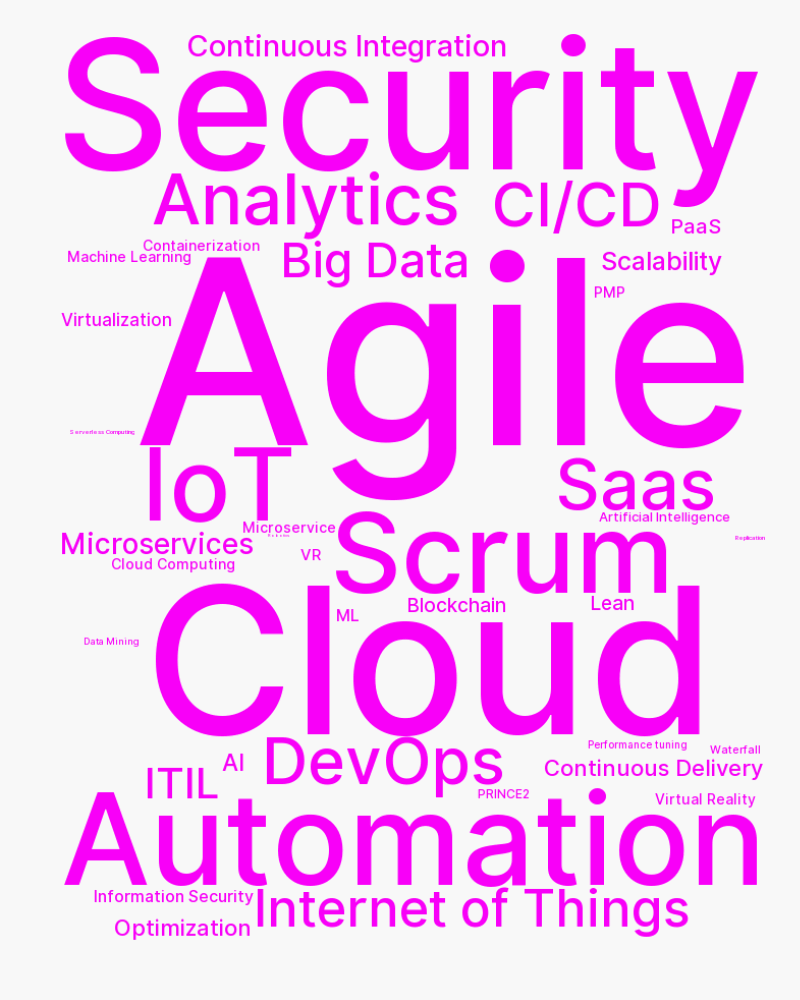 Continuous Integration
Security
Analytics
CI/CD
PaaS
Containerization
Machine Learning
Big Data
Scalability
PMP
Virtualization
Agile
Serverless Computing
IoT
Saas
Artificial Intelligence
Microservice
Robotics
Replication
Microservices
VR
Scrum
Cloud Computing
Blockchain
Lean
ML
Data Mining
Cloud
Performance tuning
Waterfall
AI
DevOps
Continuous Delivery
ITIL
PRINCE2
Virtual Reality
Automation
Information Security
Internet of Things
Optimization